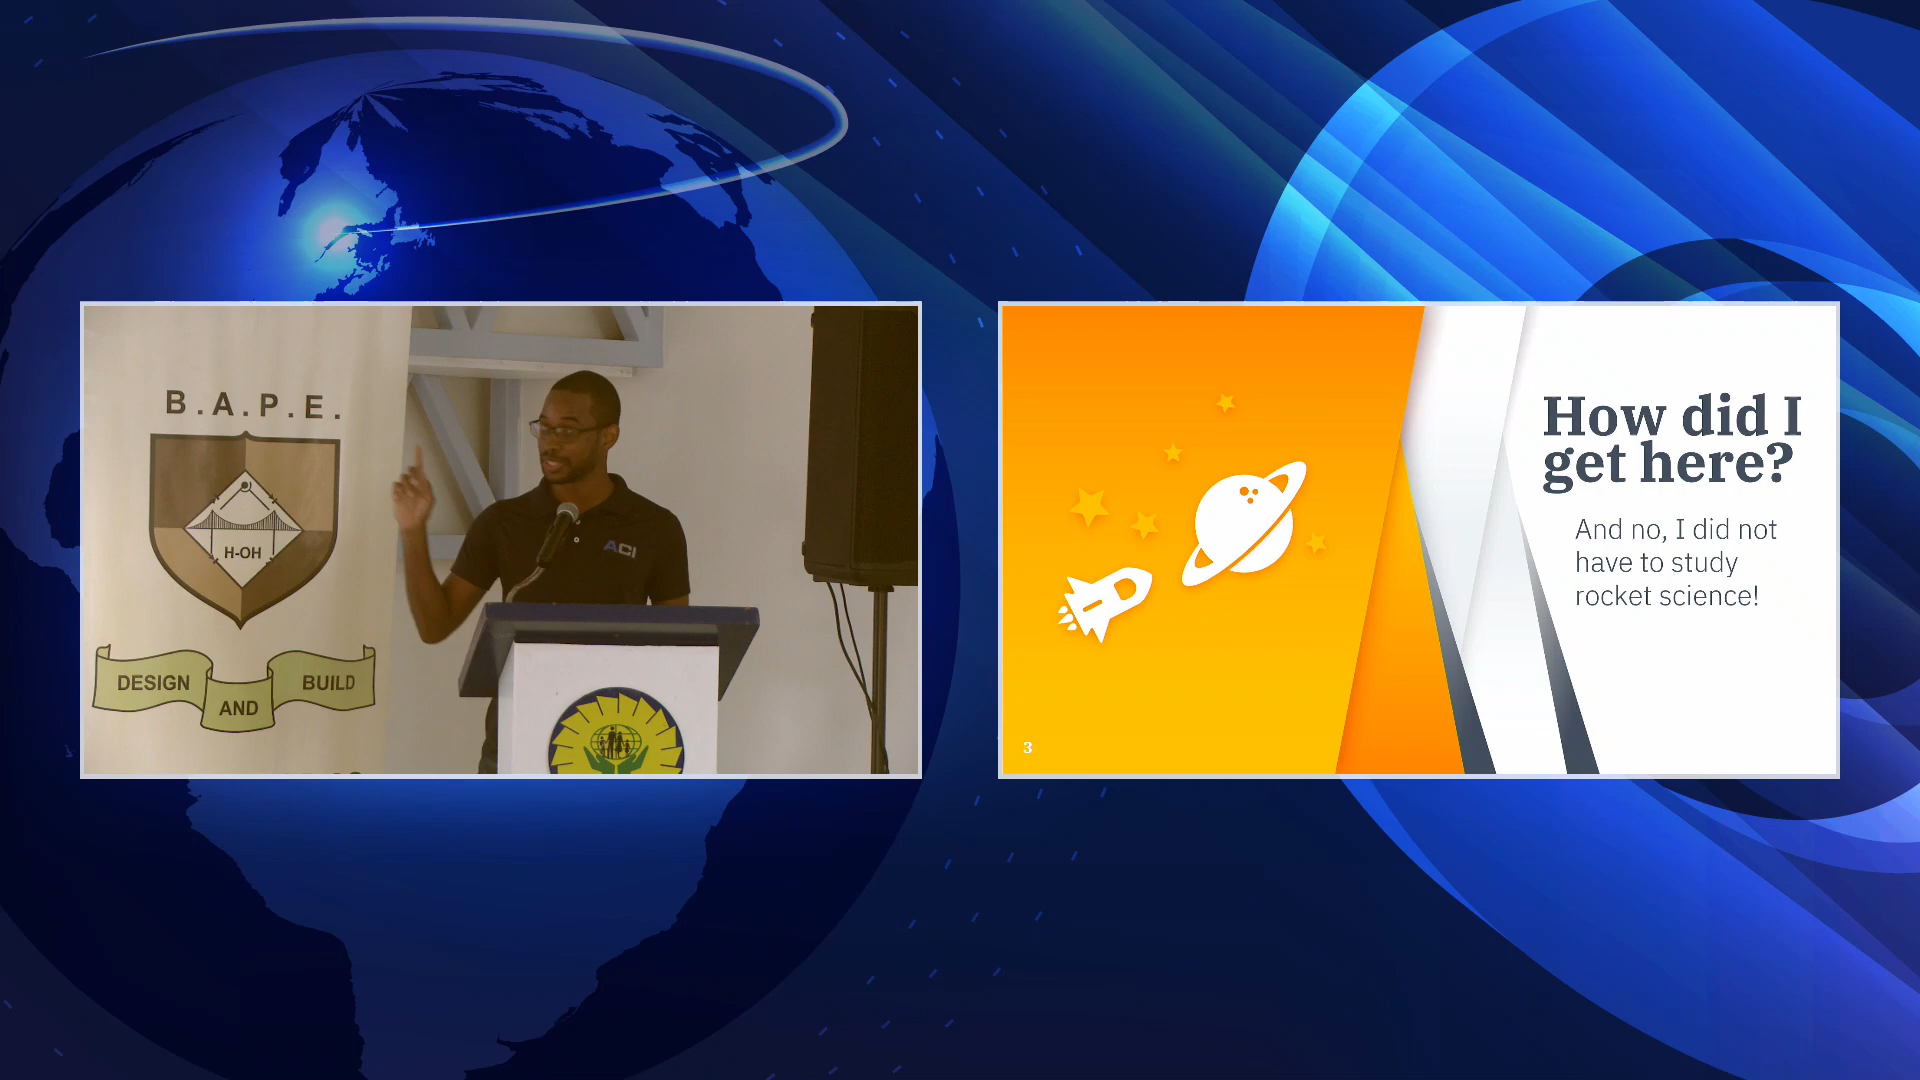 B.A.P.E.
H-OH
DESIGN
AND
BUILD
ACI
How did I
get here?
And no, I did not
have to study
rocket science!
3